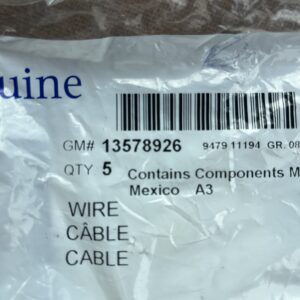 uine
GM# 13578926 9479 11194 GR. 08
QTY 5 Contains Components M
Mexico A3
WIRE
CÂBLE
CABLE